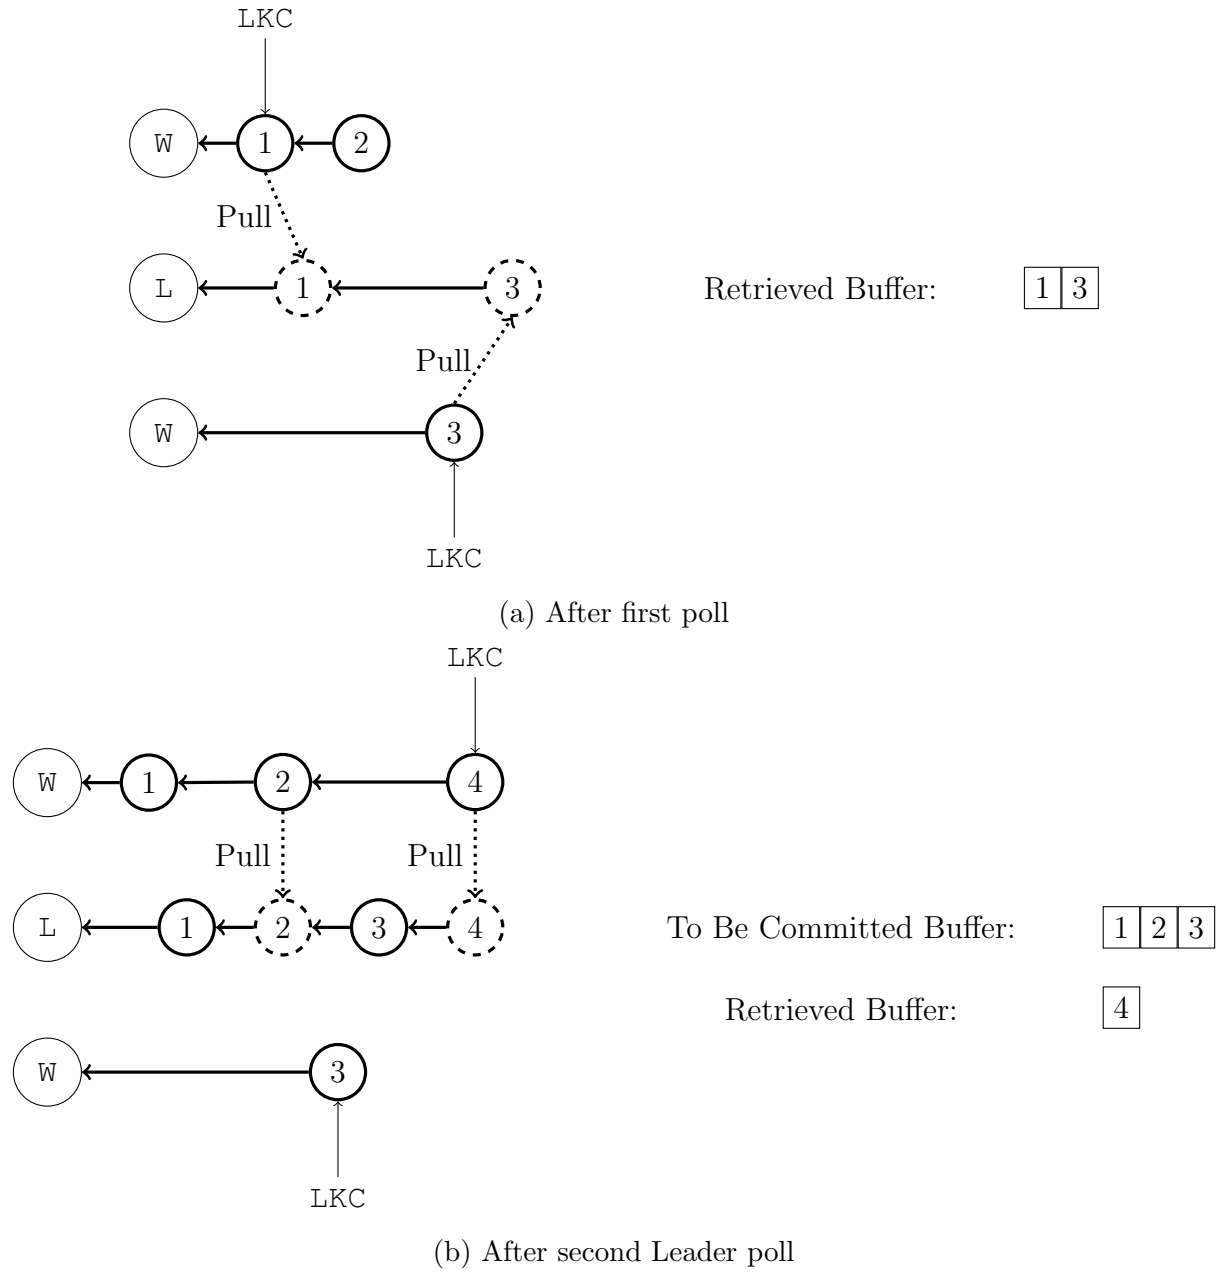 LKC
W 1 2
Pull
L 1 3 Retrieved Buffer: 1 3
Pull
W 3
LKC
(a) After first poll
LKC
W 1 2 4
Pull Pull
L 1 2 3 4 To Be Committed Buffer: 1 2 3
Retrieved Buffer: 4
W 3
LKC
(b) After second Leader poll